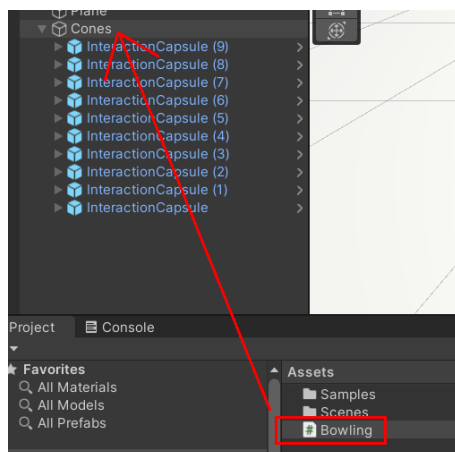 Plane
Cones
InteractionCapsule (9)
InteractionCapsule (8)
InteractionCapsule (7)
InteractionCapsule (6)
InteractionCapsule (5)
InteractionCapsule (4)
InteractionCapsule (3)
InteractionCapsule (2)
InteractionCapsule (1)
InteractionCapsule
Project Console
Favorites
All Materials
All Models
All Prefabs
Assets
Samples
Scenes
Bowling